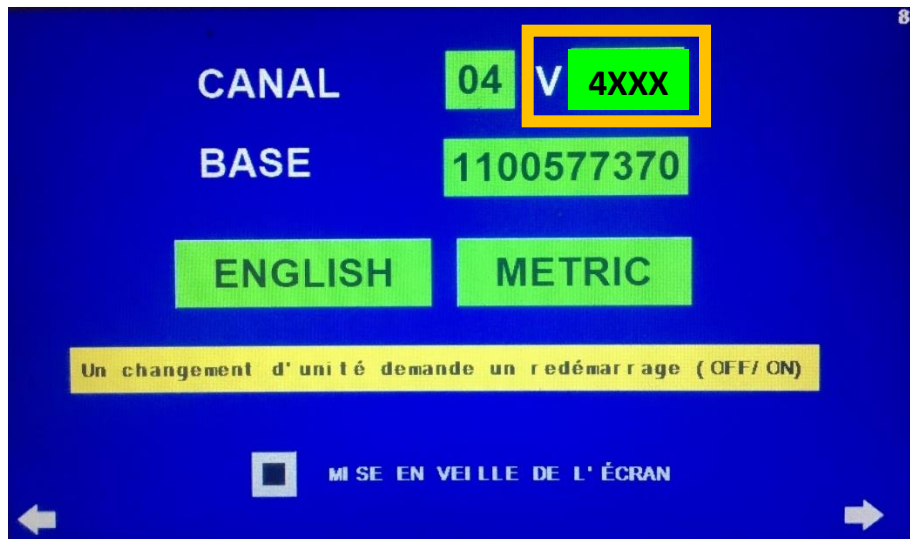 8
CANAL 04 V 4XXX
BASE 1100577370
ENGLISH METRIC
Un changement d'unité demande un redémarrage (OFF/ON)
MISE EN VEILLE DE L'ÉCRAN